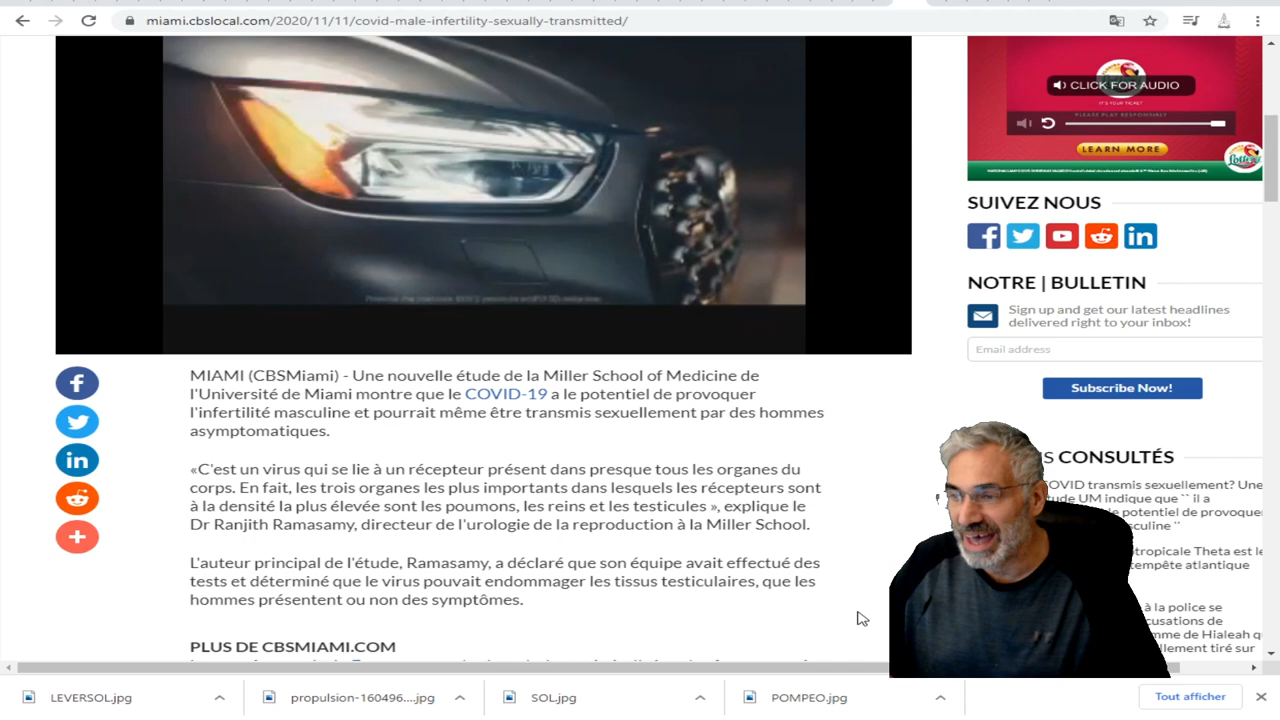 miami.cbslocal.com/2020/11/11/covid-male-infertility-sexually-transmitted/
CLICK FOR AUDIO
IT'S YOUR TICKET
PLEASE PLAY RESPONSIBLY
LEARN MORE
SUIVEZ NOUS
NOTRE | BULLETIN
Sign up and get our latest headlines
delivered right to your inbox!
Email address
Subscribe Now!
MIAMI (CBSMiami) - Une nouvelle étude de la Miller School of Medicine de
l'Université de Miami montre que le COVID-19 a le potentiel de provoquer
l'infertilité masculine et pourrait même être transmis sexuellement par des hommes
asymptomatiques.
«C'est un virus qui se lie à un récepteur présent dans presque tous les organes du
corps. En fait, les trois organes les plus importants dans lesquels les récepteurs sont
à la densité la plus élevée sont les poumons, les reins et les testicules », explique le
Dr Ranjith Ramasamy, directeur de l'urologie de la reproduction à la Miller School.
L'auteur principal de l'étude, Ramasamy, a déclaré que son équipe avait effectué des
tests et déterminé que le virus pouvait endommager les tissus testiculaires, que les
hommes présentent ou non des symptômes.
PLUS DE CBSMIAMI.COM
CONSULTÉS
OVID transmis sexuellement? Une
ude UM indique que `` il a
potentiel de provoquer
sculine ''
tropicale Theta est le
tempête atlantique
à la police se
cusations de
mme de Hialeah
llement tiré sur
LEVERSOL.jpg
propulsion-160496....jpg
SOL.jpg
POMPEO.jpg
Tout afficher